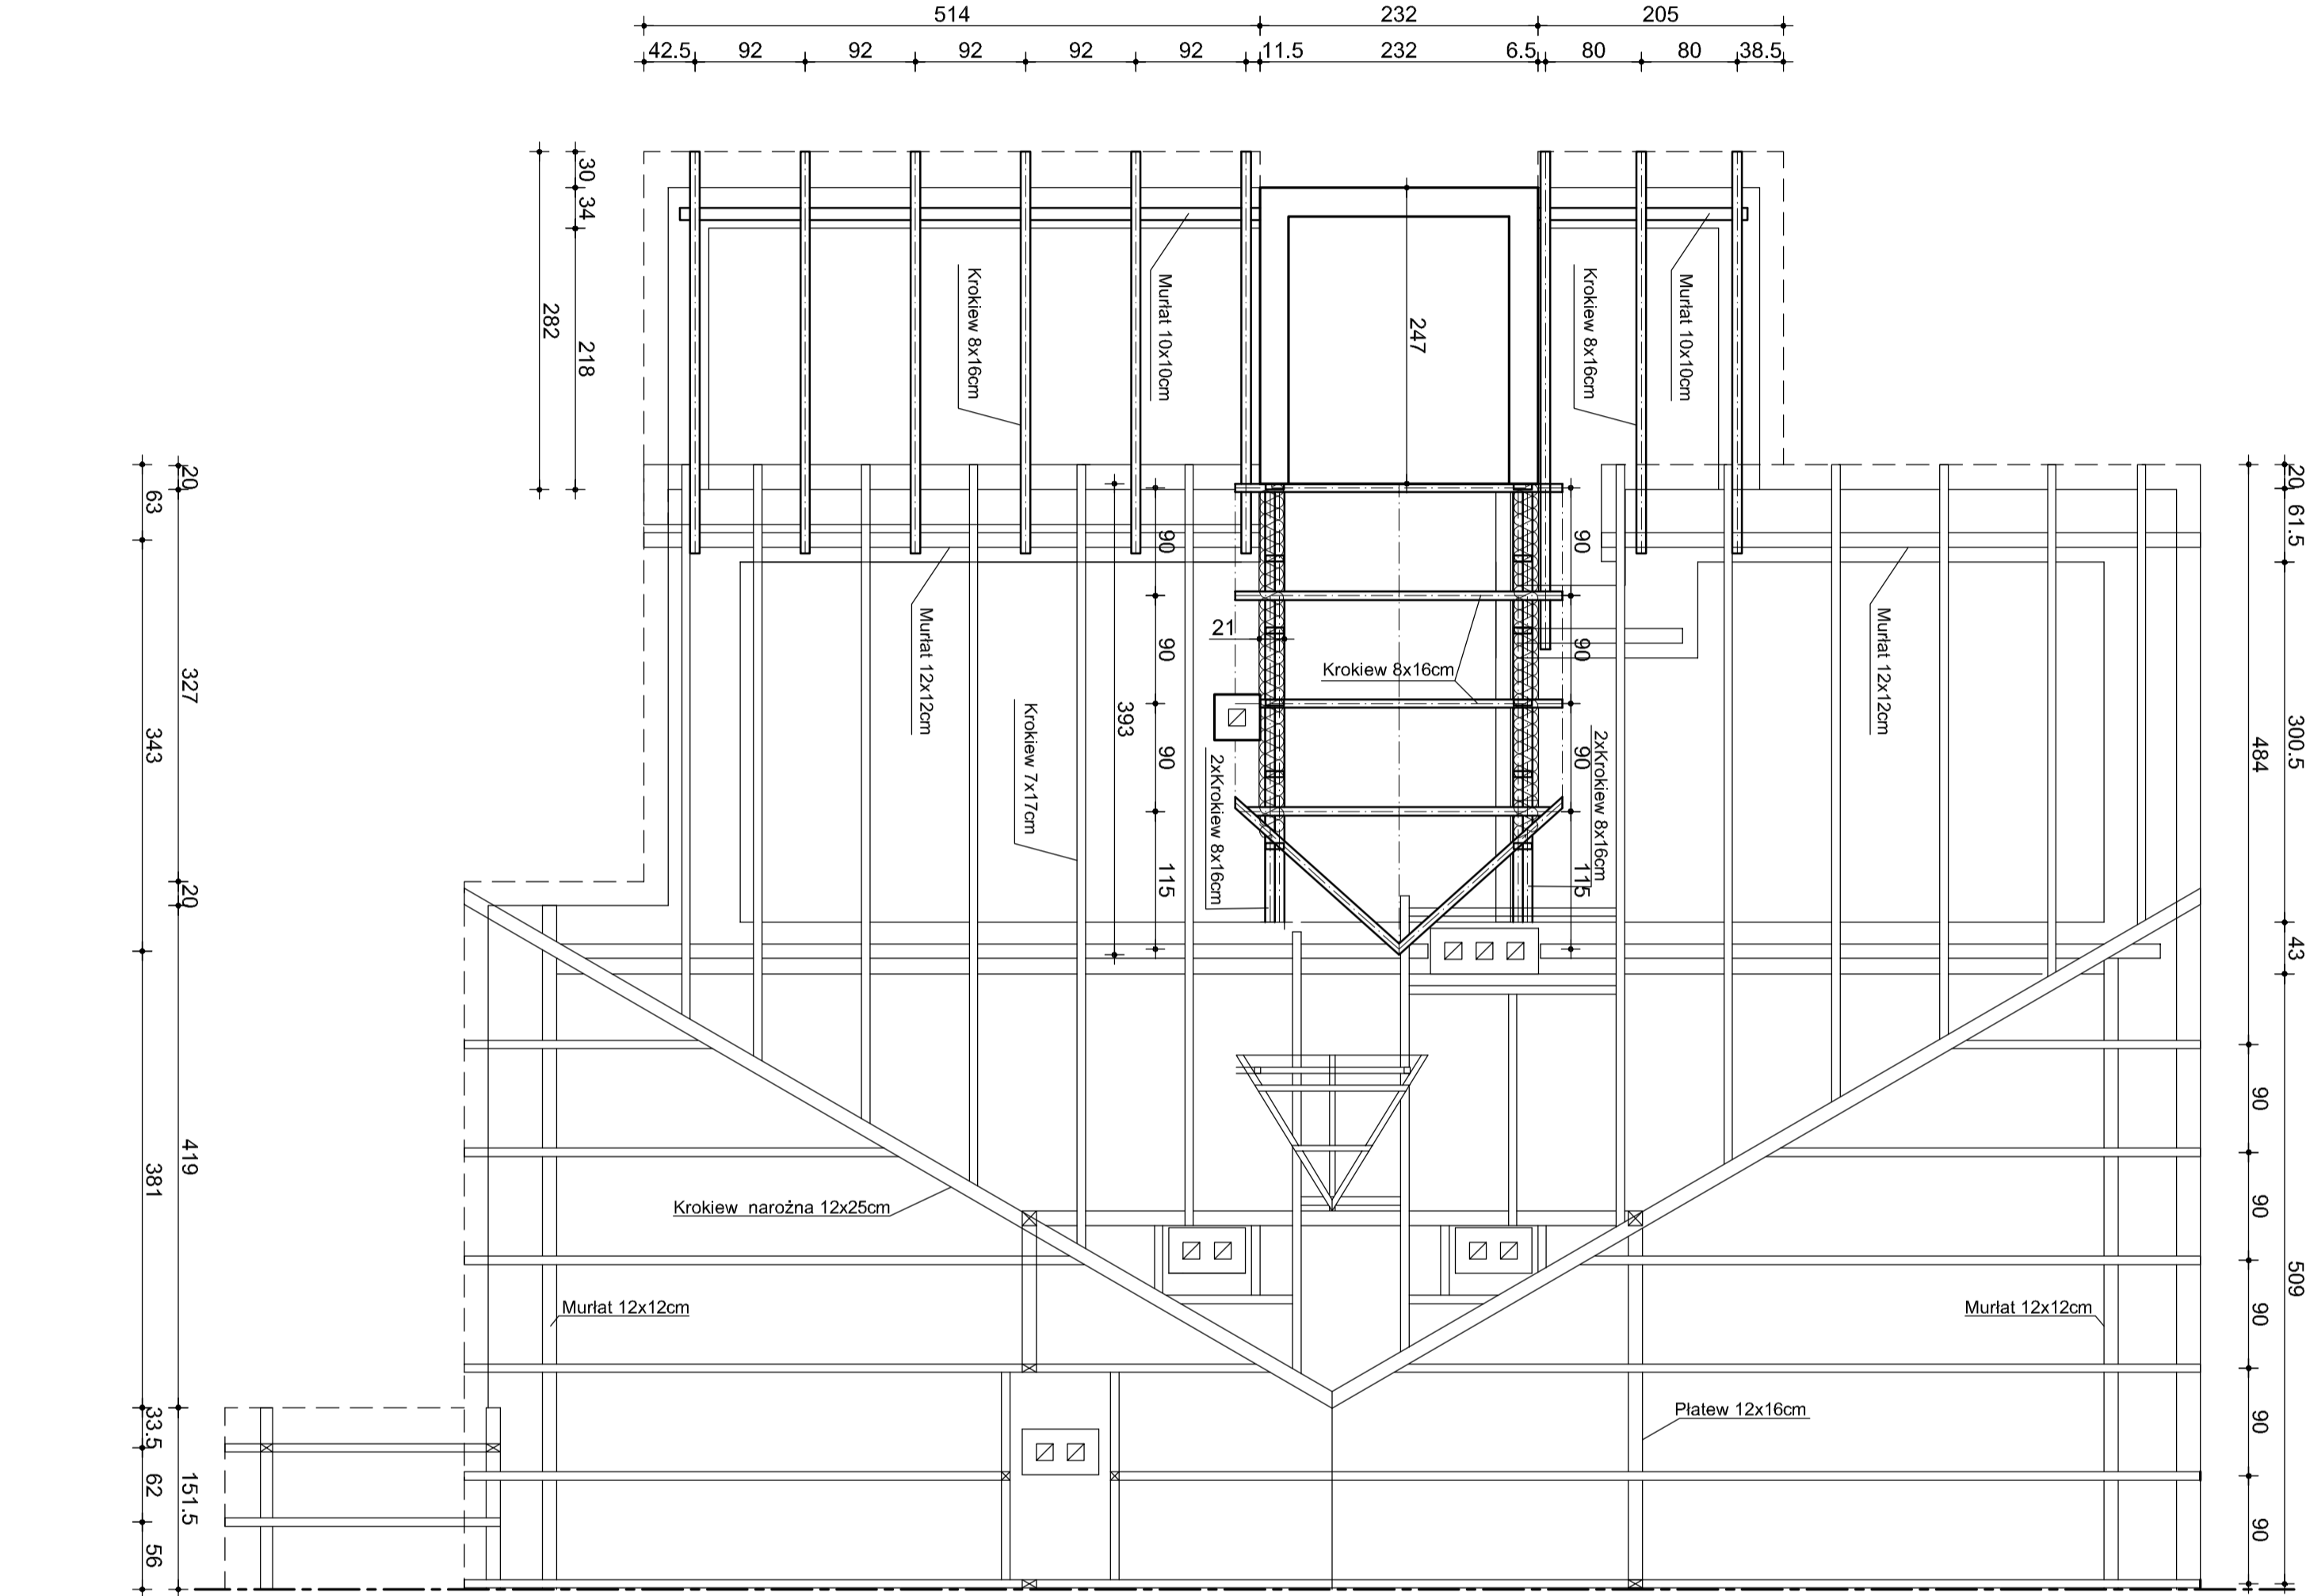 514 232 205
42.5 92 92 92 92 92 11.5 232 6.5 80 80 38.5
30
34
218
282
Krokiew 8x16cm
Murłat 10x10cm
247
Krokiew 8x16cm
Murłat 10x10cm
20
63
327
343
20
419
381
33.5
62
151.5
56
Murłat 12x12cm
Krokiew 7x17cm
393
90
90
90
115
21
Krokiew 8x16cm
2xKrokiew 8x16cm
2xKrokiew 8x16cm
90
90
90
115
Murłat 12x12cm
20
61.5
300.5
484
43
90
90
90
90
90
509
Krokiew narożna 12x25cm
Murłat 12x12cm
Murłat 12x12cm
Płatew 12x16cm